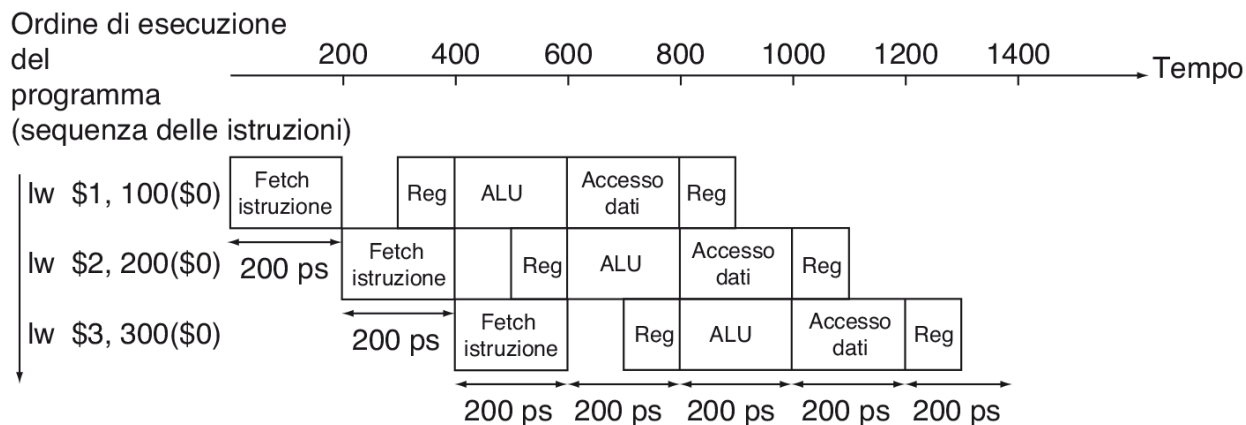 Ordine di esecuzione
del
programma
(sequenza delle istruzioni)
200 400 600 800 1000 1200 1400
Tempo
lw $1, 100($0)
Fetch
istruzione
Reg
ALU
Accesso
dati
Reg
200 ps
lw $2, 200($0)
Fetch
istruzione
Reg
ALU
Accesso
dati
Reg
200 ps
lw $3, 300($0)
Fetch
istruzione
Reg
ALU
Accesso
dati
Reg
200 ps 200 ps 200 ps 200 ps 200 ps